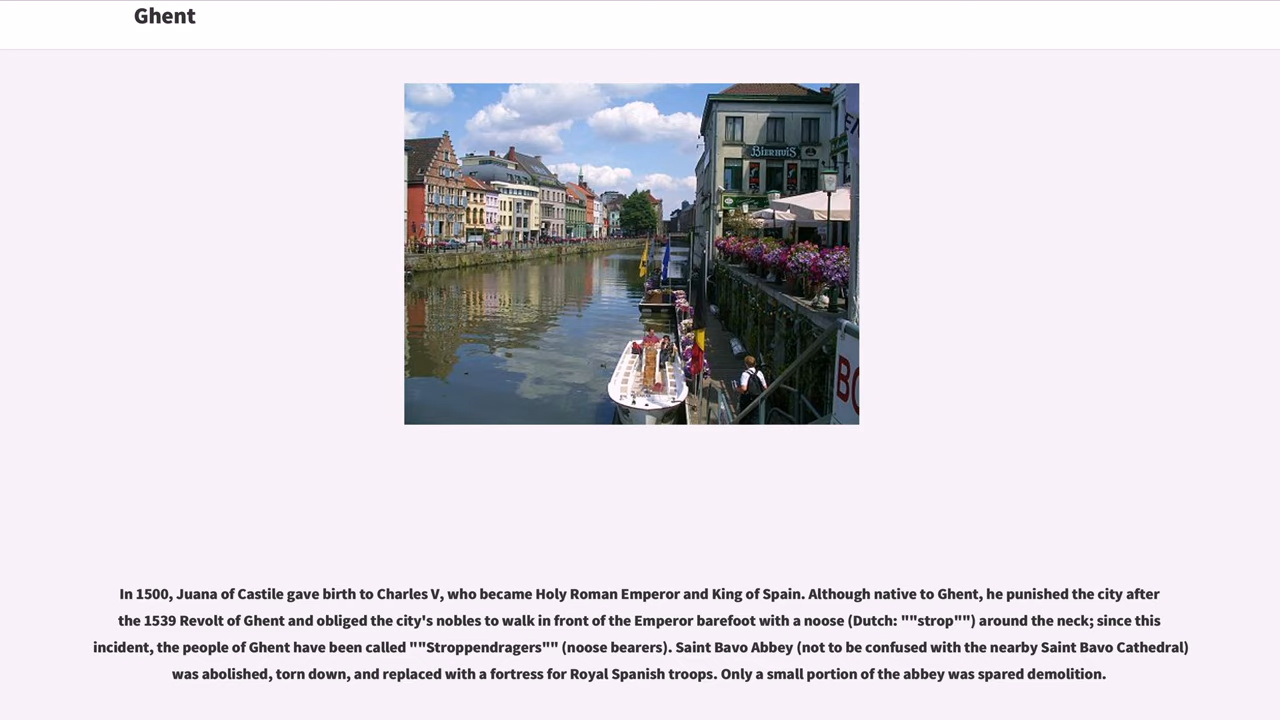 Ghent
BierhuiS
BO
In 1500, Juana of Castile gave birth to Charles V, who became Holy Roman Emperor and King of Spain. Although native to Ghent, he punished the city after
the 1539 Revolt of Ghent and obliged the city's nobles to walk in front of the Emperor barefoot with a noose (Dutch: ""strop"") around the neck; since this
incident, the people of Ghent have been called ""Stroppendragers"" (noose bearers). Saint Bavo Abbey (not to be confused with the nearby Saint Bavo Cathedral)
was abolished, torn down, and replaced with a fortress for Royal Spanish troops. Only a small portion of the abbey was spared demolition.